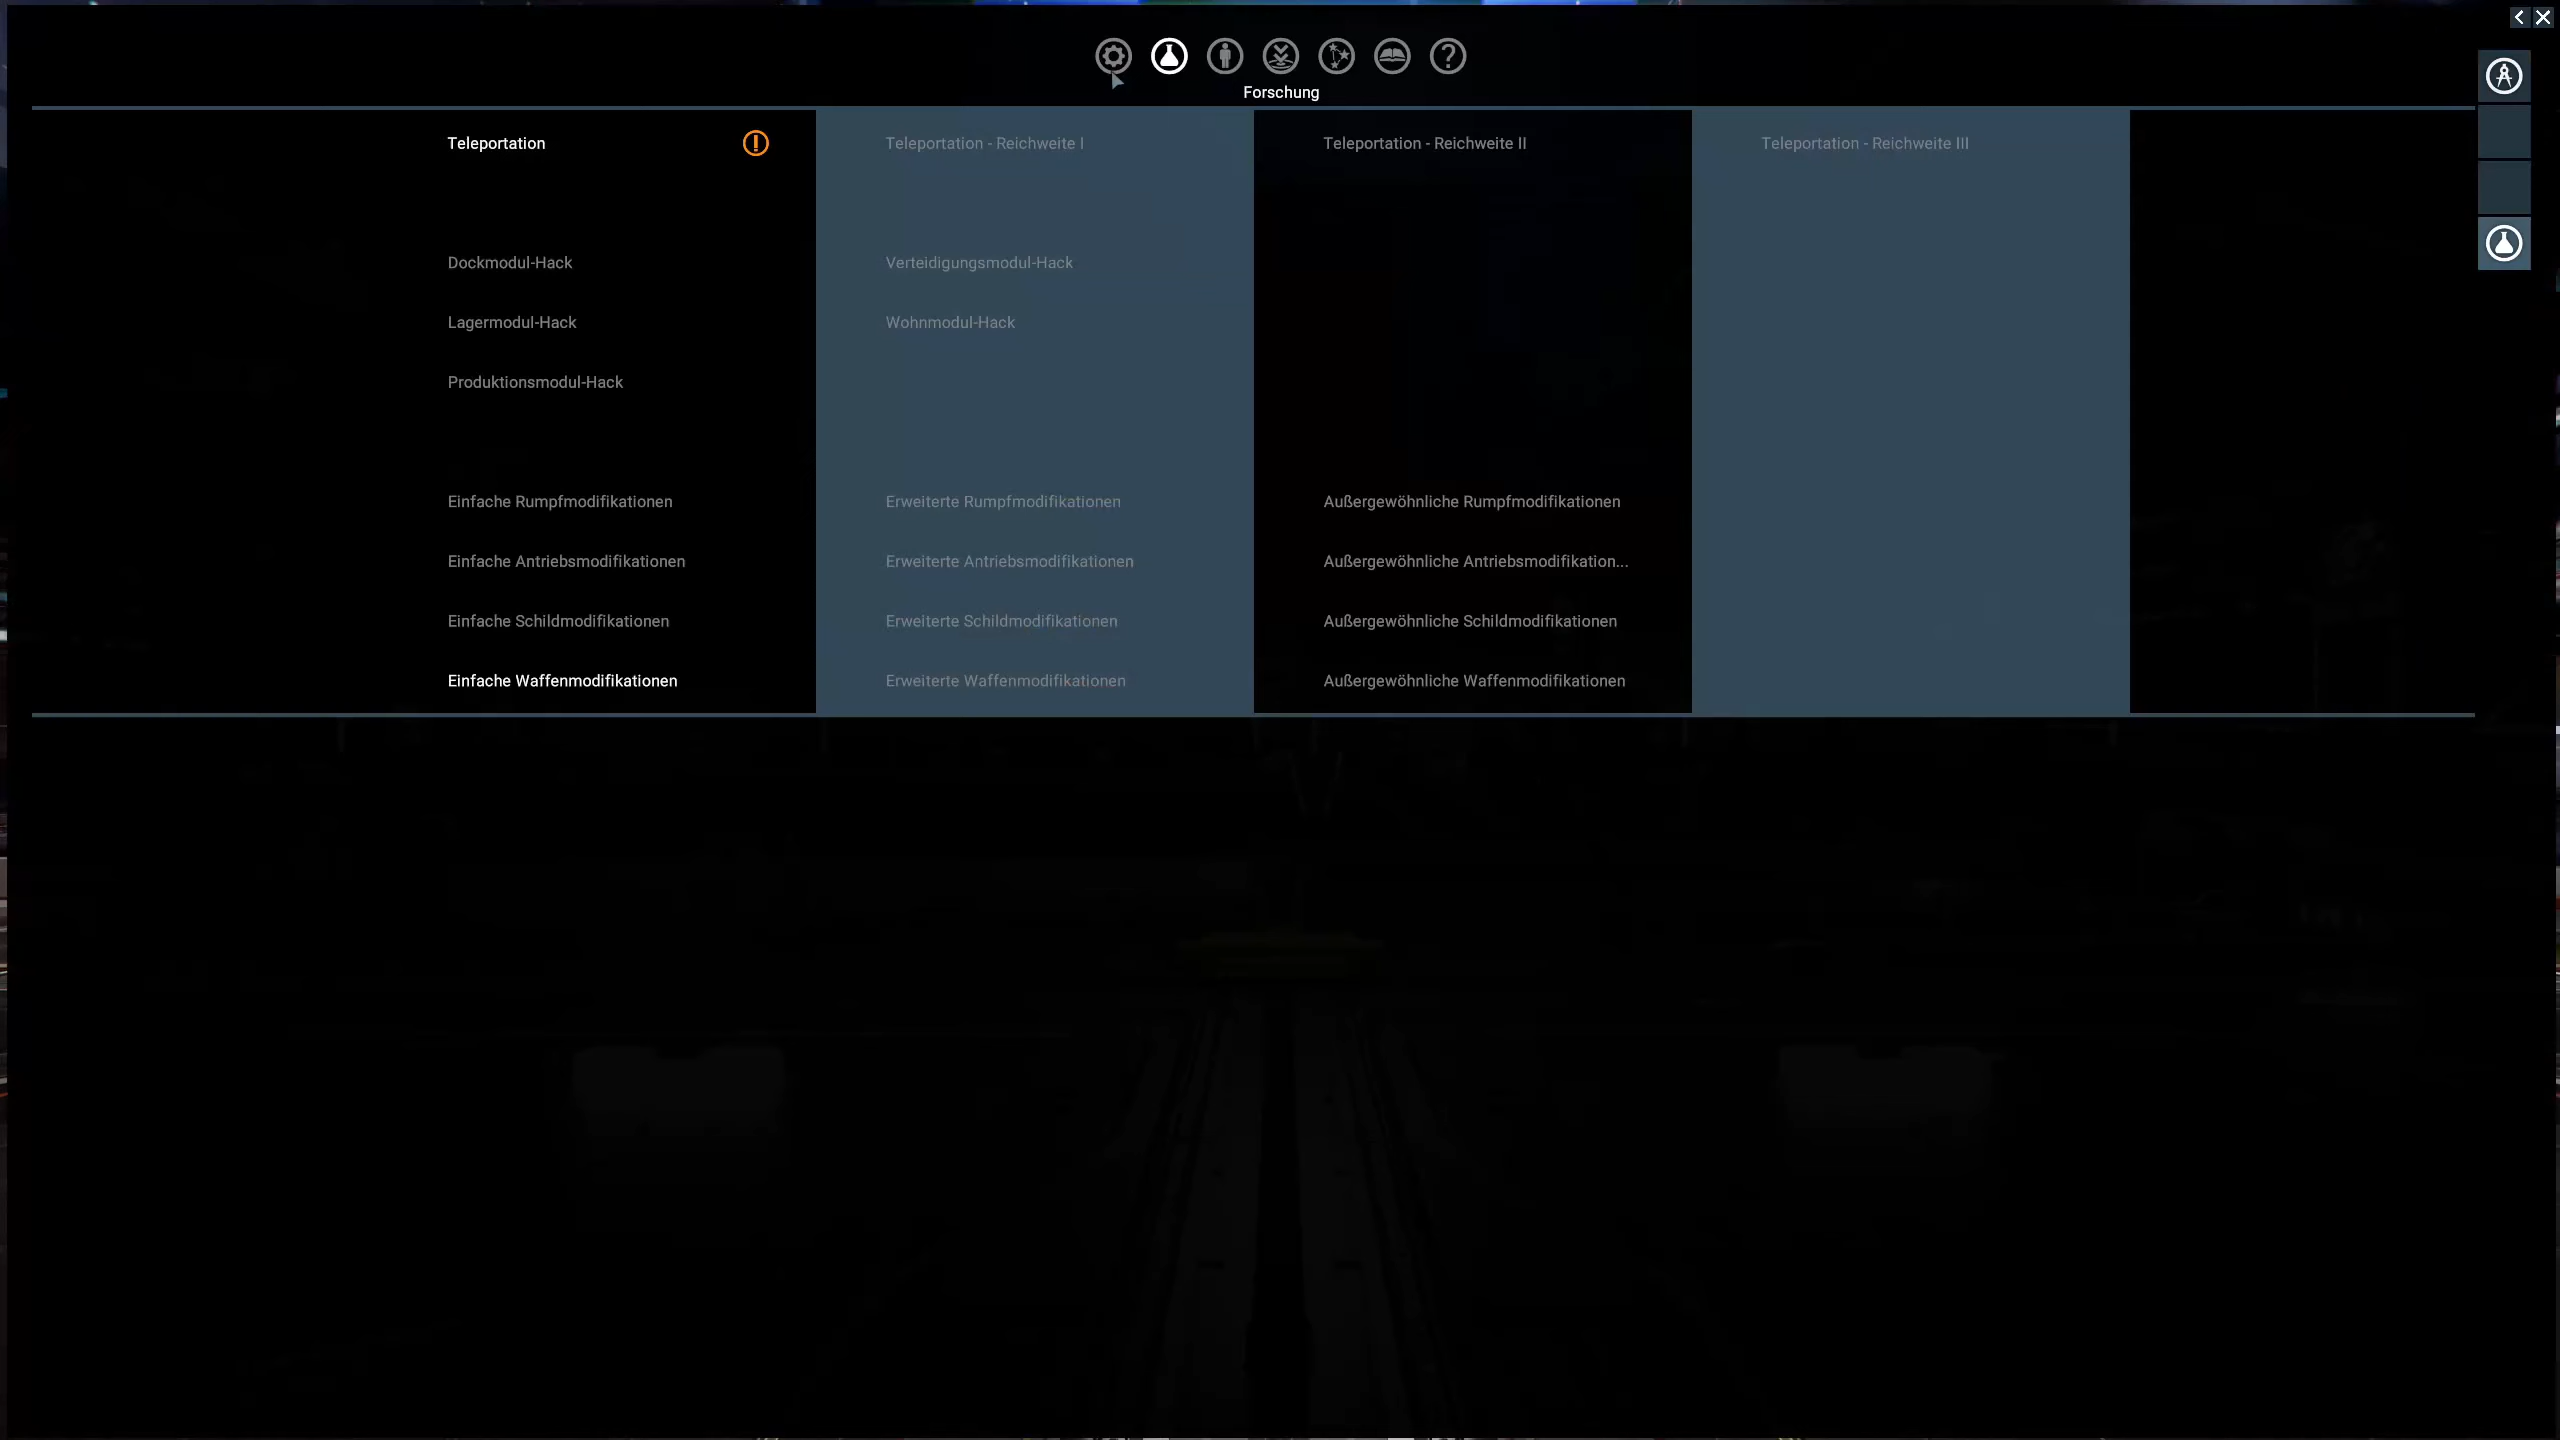 Forschung
Teleportation
Teleportation - Reichweite I
Teleportation - Reichweite II
Teleportation - Reichweite III
Dockmodul-Hack
Verteidigungsmodul-Hack
Lagermodul-Hack
Wohnmodul-Hack
Produktionsmodul-Hack
Einfache Rumpfmodifikationen
Erweiterte Rumpfmodifikationen
Außergewöhnliche Rumpfmodifikationen
Einfache Antriebsmodifikationen
Erweiterte Antriebsmodifikationen
Außergewöhnliche Antriebsmodifikation...
Einfache Schildmodifikationen
Erweiterte Schildmodifikationen
Außergewöhnliche Schildmodifikationen
Einfache Waffenmodifikationen
Erweiterte Waffenmodifikationen
Außergewöhnliche Waffenmodifikationen